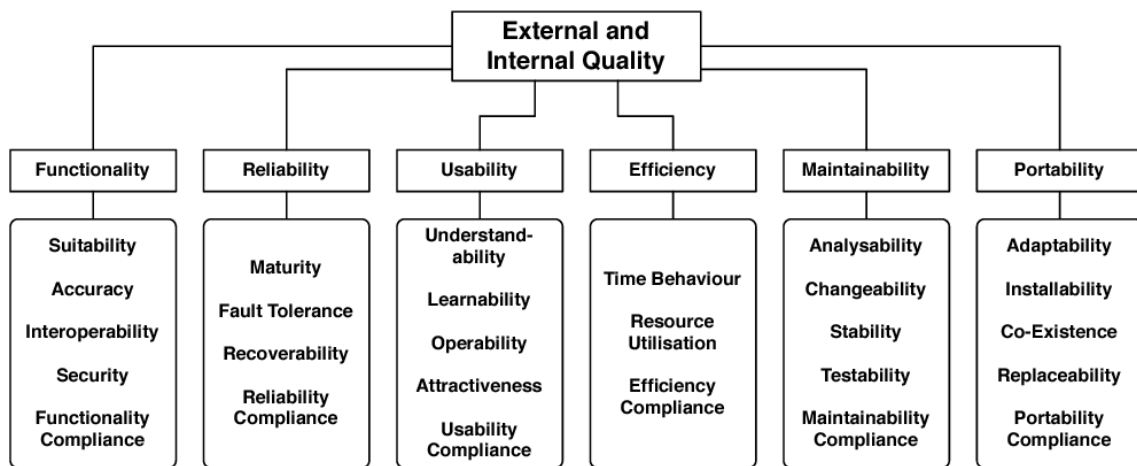 External and
Internal Quality
Functionality
Reliability
Usability
Efficiency
Maintainability
Portability
Suitability
Accuracy
Interoperability
Security
Functionality
Compliance
Maturity
Fault Tolerance
Recoverability
Reliability
Compliance
Understand-
ability
Learnability
Operability
Attractiveness
Usability
Compliance
Time Behaviour
Resource
Utilisation
Efficiency
Compliance
Analysability
Changeability
Stability
Testability
Maintainability
Compliance
Adaptability
Installability
Co-Existence
Replaceability
Portability
Compliance